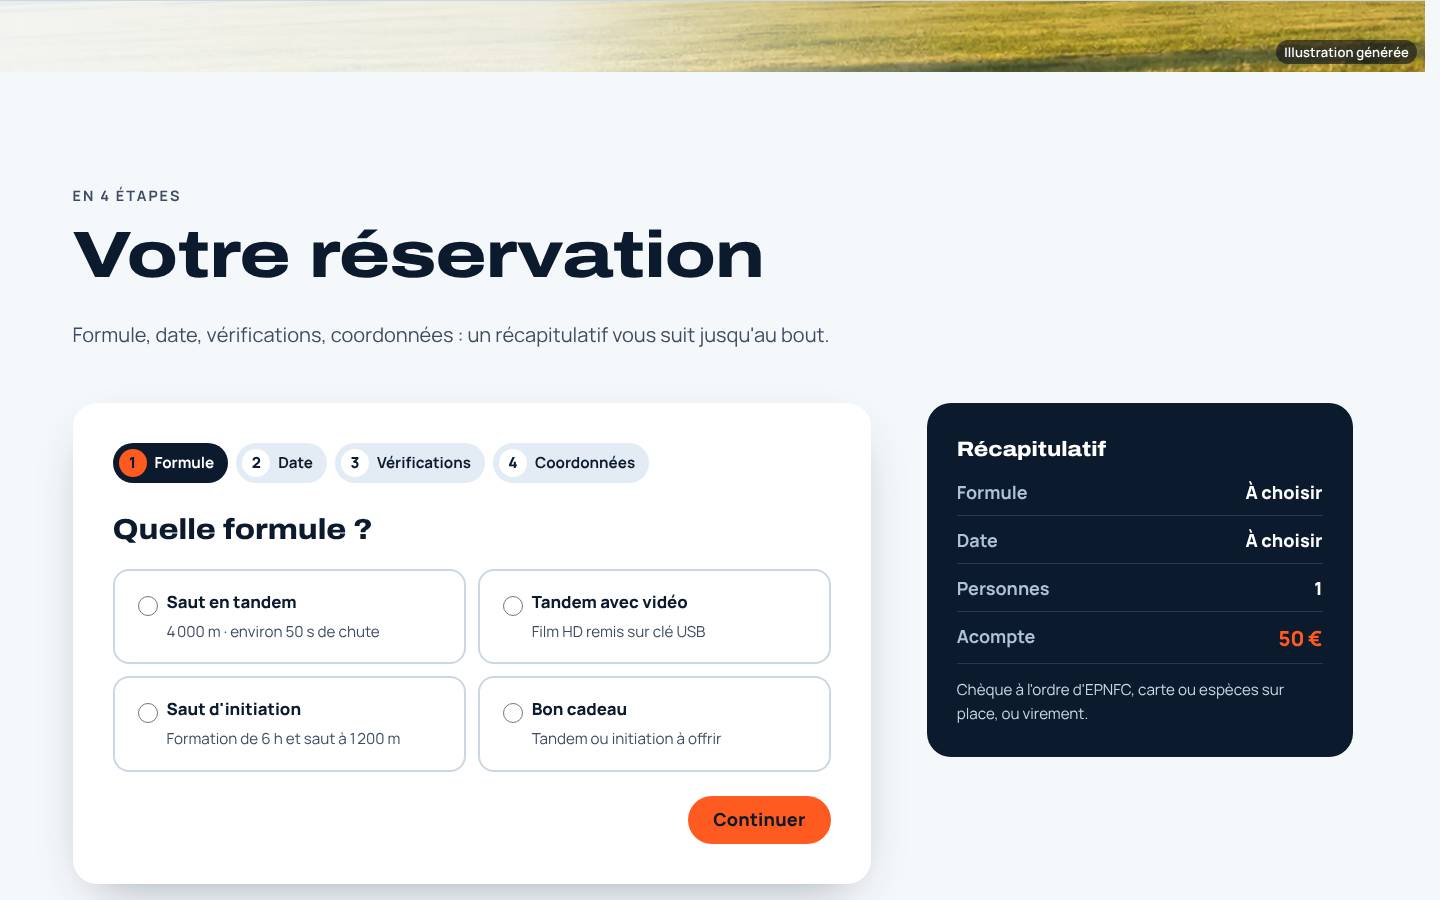 Illustration générée
EN 4 ÉTAPES
Votre réservation
Formule, date, vérifications, coordonnées : un récapitulatif vous suit jusqu'au bout.
1 Formule
2 Date
3 Vérifications
4 Coordonnées
Quelle formule ?
Saut en tandem
4 000 m · environ 50 s de chute
Tandem avec vidéo
Film HD remis sur clé USB
Saut d'initiation
Formation de 6 h et saut à 1 200 m
Bon cadeau
Tandem ou initiation à offrir
Continuer
Récapitulatif
Formule À choisir
Date À choisir
Personnes 1
Acompte 50 €
Chèque à l'ordre d'EPNFC, carte ou espèces sur
place, ou virement.